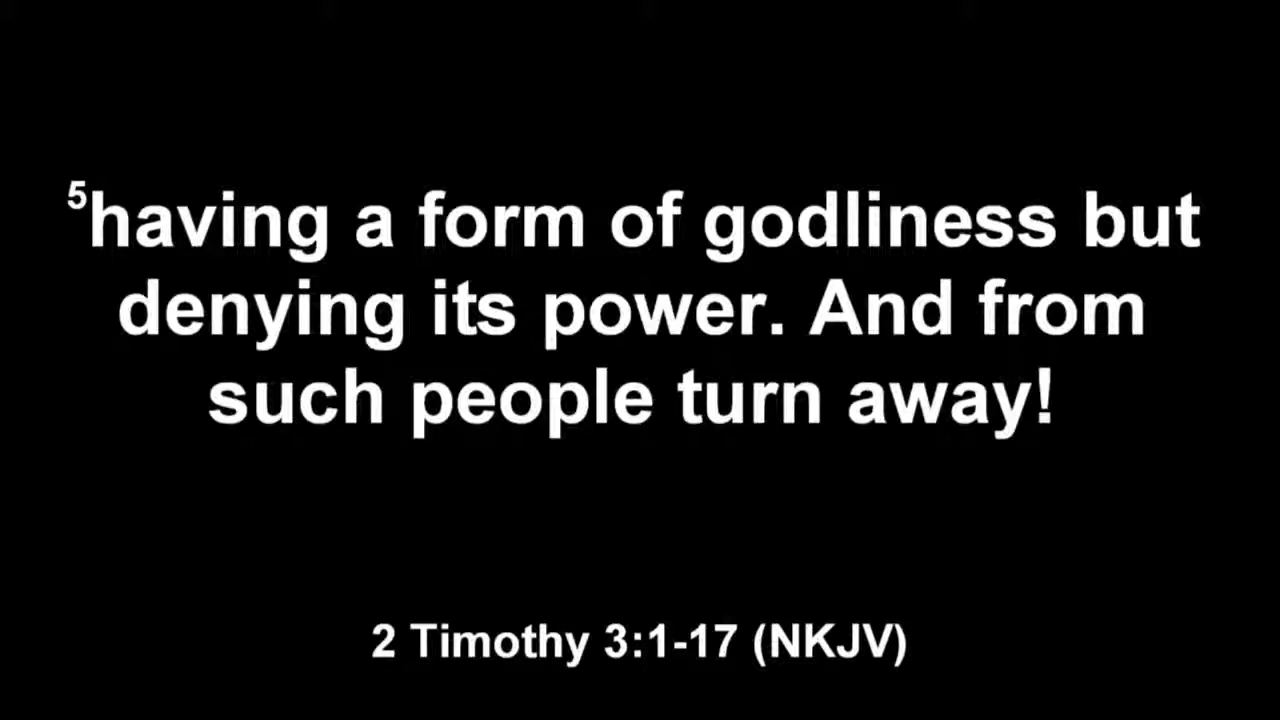 ⁵having a form of godliness but
denying its power. And from
such people turn away!
2 Timothy 3:1-17 (NKJV)